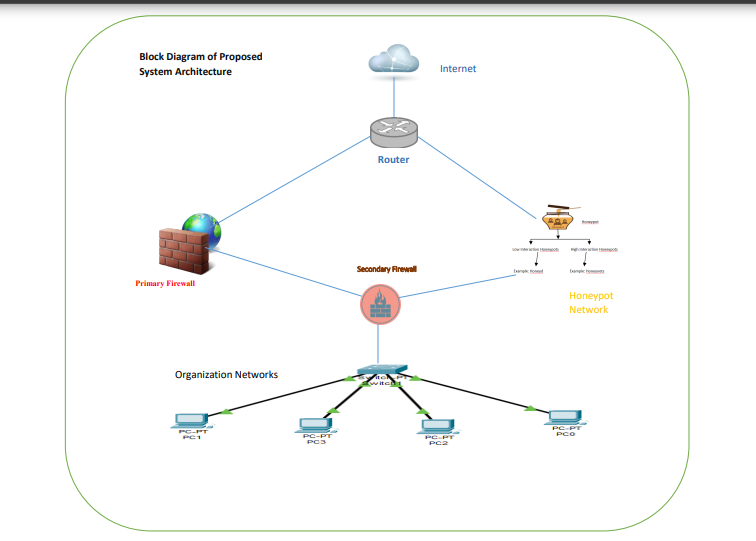 Block Diagram of Proposed
System Architecture
Internet
Router
Honeypot
Low Interaction Honeypots
High Interaction Honeypots
Example: Honeyd
Example: Honeynets
Primary Firewall
Secondary Firewall
Honeypot
Network
Organization Networks
Switch-PT
Switch1
PC-PT
PC1
PC-PT
PC3
PC-PT
PC2
PC-PT
PC0